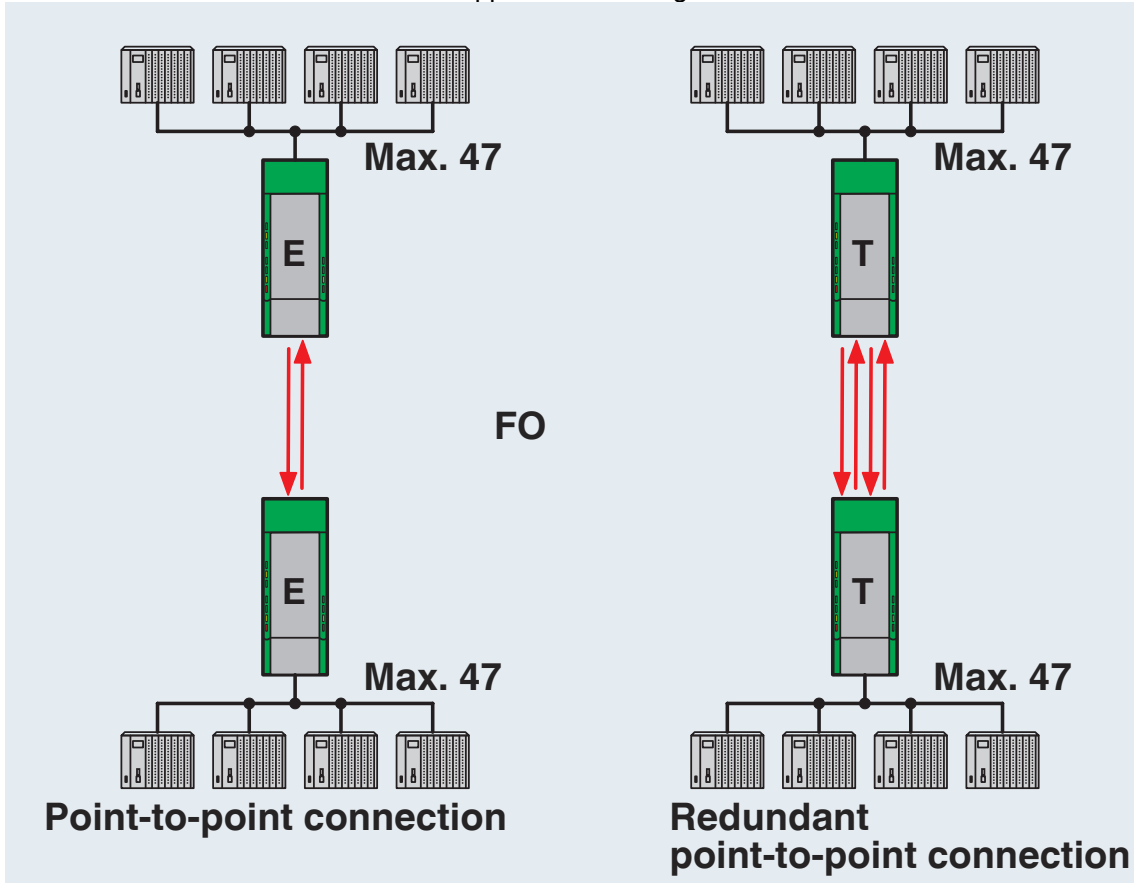 Max. 47
Max. 47
E
T
FO
E
T
Max. 47
Max. 47
Point-to-point connection
Redundant
point-to-point connection